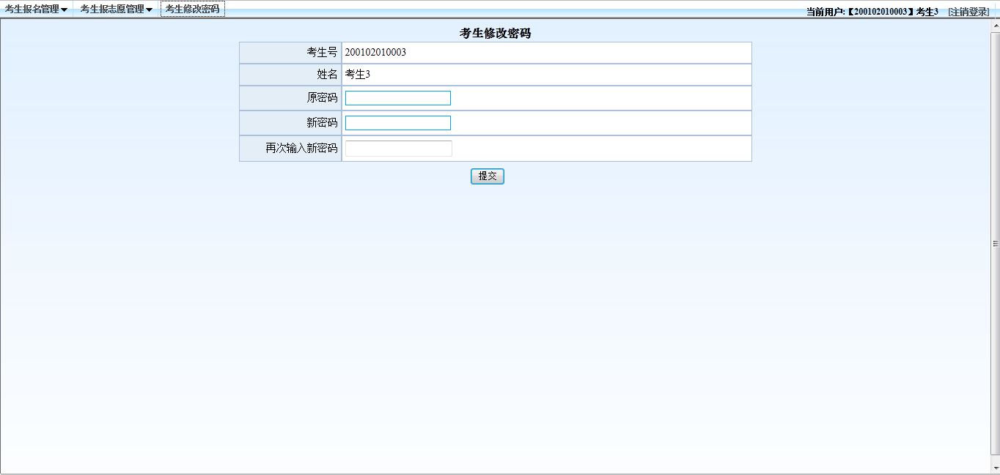 考生报名管理 考生报志愿管理 考生修改密码 当前用户:【200102010003】考生3 [注销登录]
考生修改密码
考生号 200102010003
姓名 考生3
原密码
新密码
再次输入新密码
提交